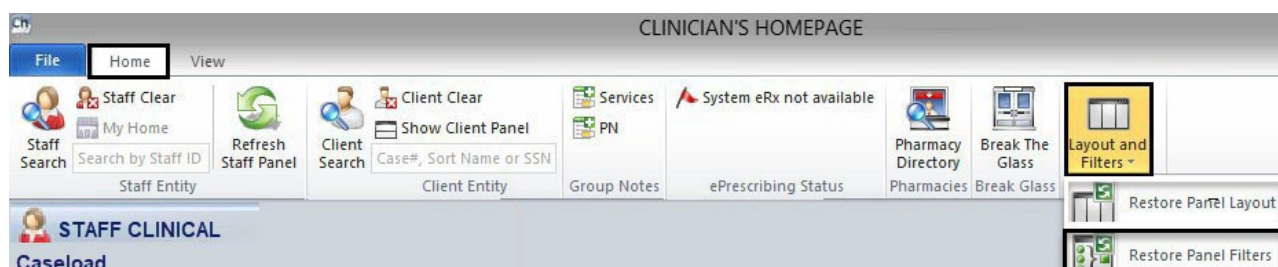 Ch
CLINICIAN'S HOMEPAGE
File Home View
Staff Search
Staff Clear
My Home
Search by Staff ID
Refresh Staff Panel
Staff Entity
Client Search
Client Clear
Show Client Panel
Case#, Sort Name or SSN
Client Entity
Services
PN
Group Notes
System eRx not available
ePrescribing Status
Pharmacy Directory
Pharmacies
Break The Glass
Break Glass
Layout and Filters
Restore Panel Layout
Restore Panel Filters
STAFF CLINICAL
Caseload